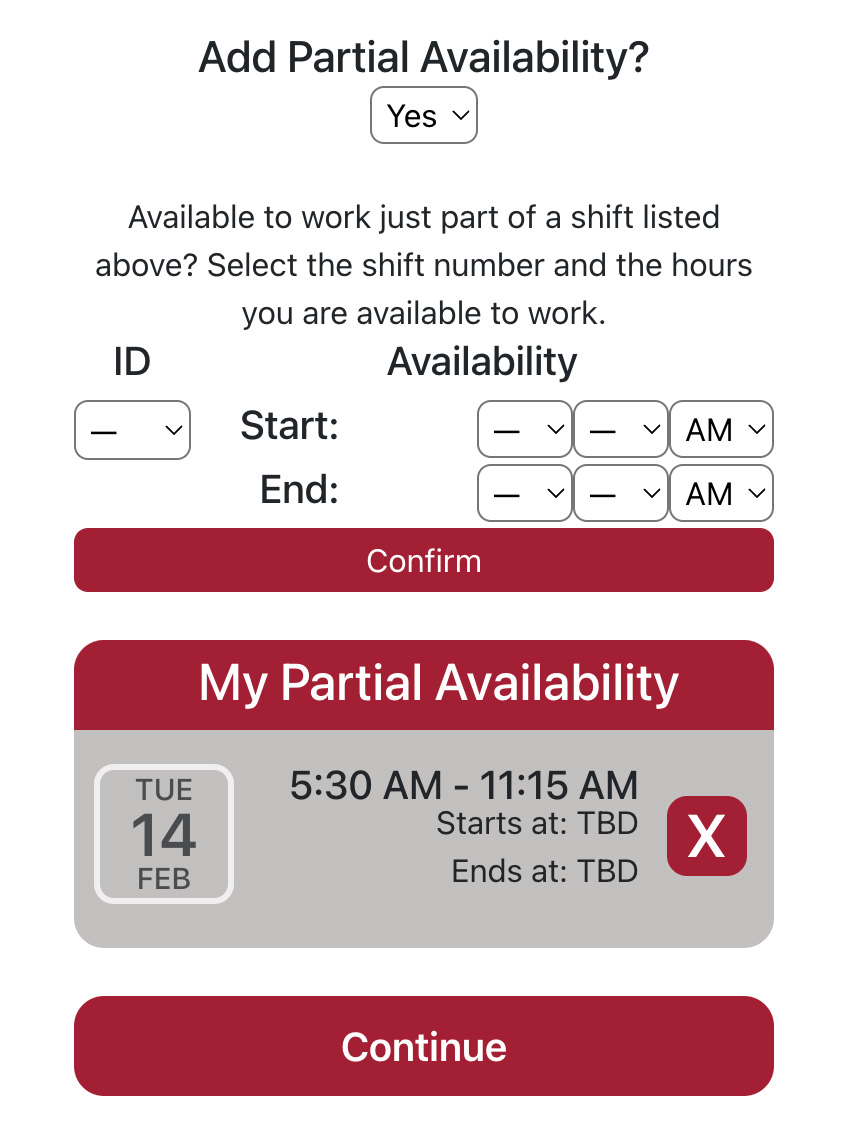 Add Partial Availability?
Yes
Available to work just part of a shift listed
above? Select the shift number and the hours
you are available to work.
ID Availability
— Start: — — AM
End: — — AM
Confirm
My Partial Availability
TUE
14
FEB
5:30 AM - 11:15 AM
Starts at: TBD
Ends at: TBD
X
Continue